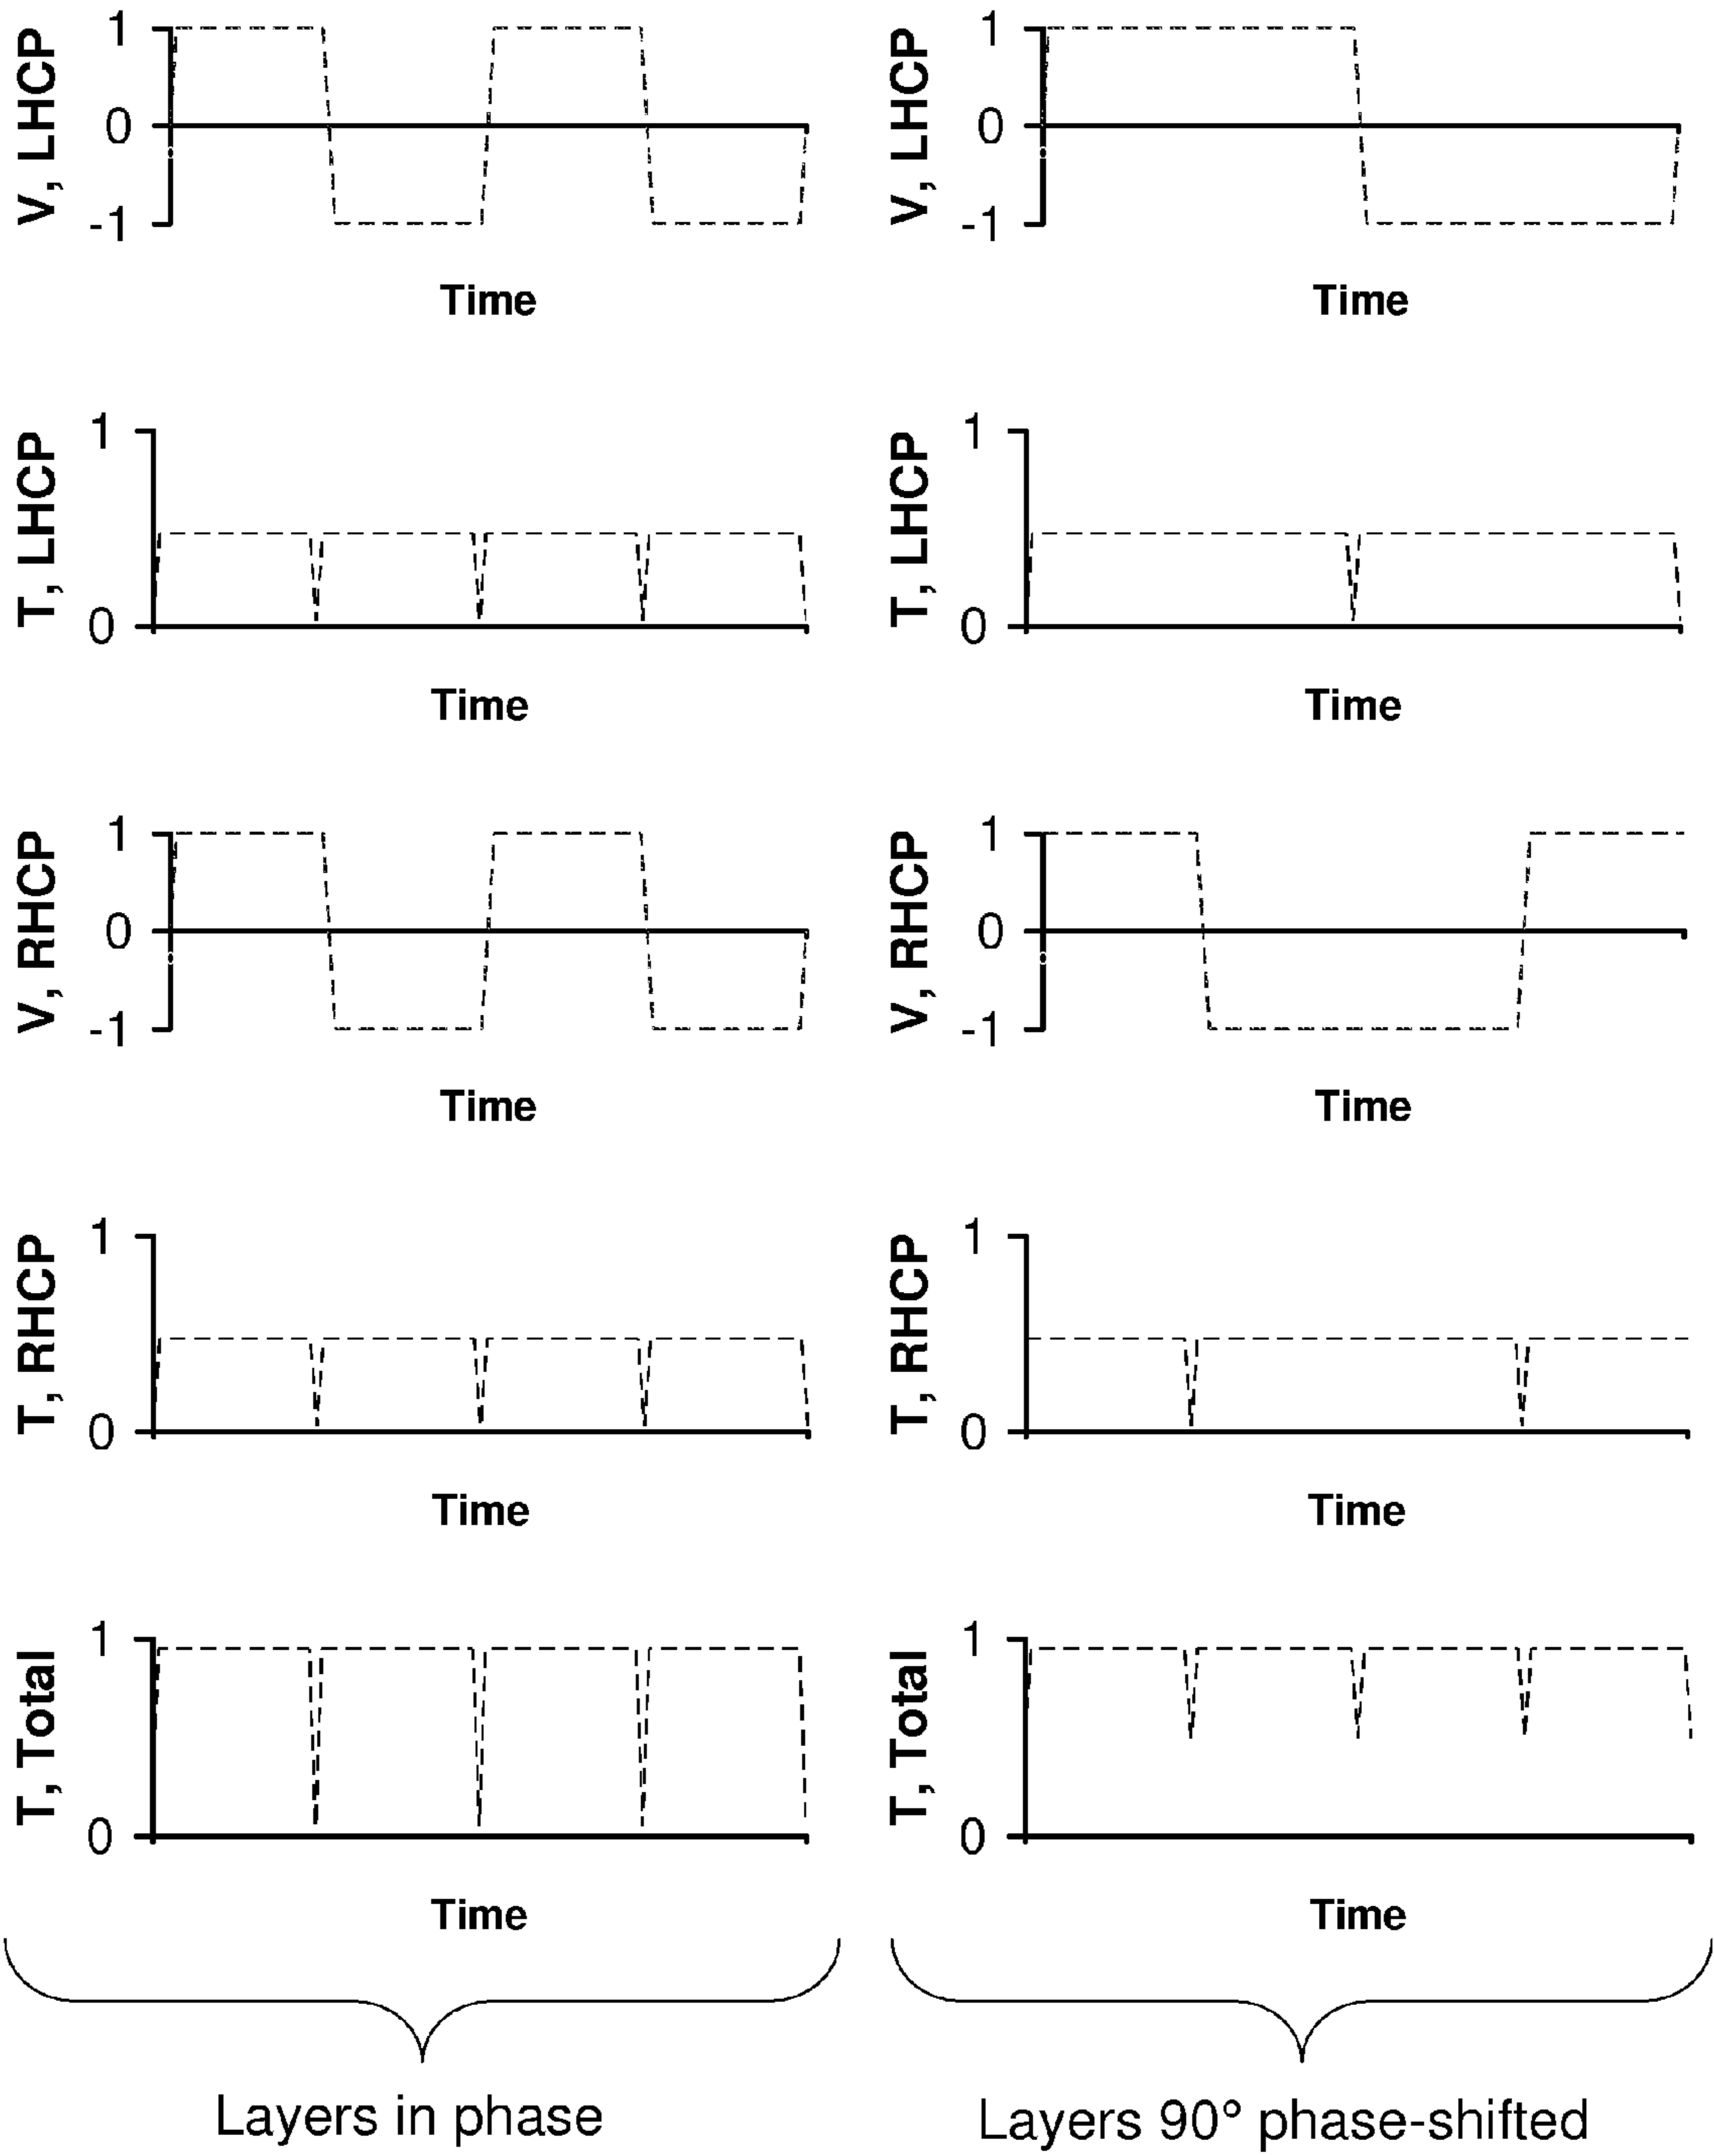 V, LHCP
1
0
-1
Time
V, LHCP
1
0
-1
Time
T, LHCP
1
0
Time
T, LHCP
1
0
Time
V, RHCP
1
0
-1
Time
V, RHCP
1
0
-1
Time
T, RHCP
1
0
Time
T, RHCP
1
0
Time
T, Total
1
0
Time
T, Total
1
0
Time
Layers in phase
Layers 90° phase-shifted